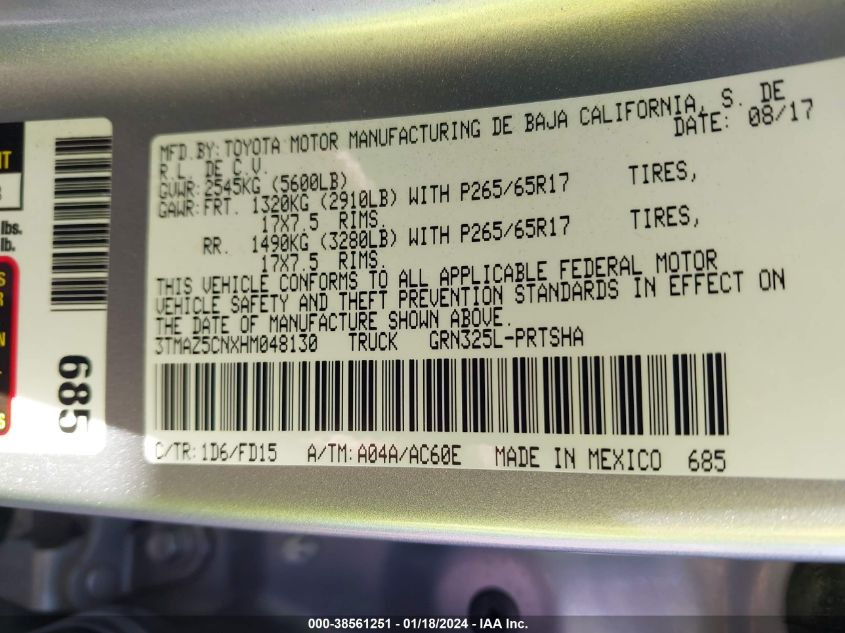 MFD.BY: TOYOTA MOTOR MANUFACTURING DE BAJA CALIFORNIA, S. DE
R.L. DE C.V. DATE: 08/17
GVWR: 2545KG (5600LB)
GAWR: FRT. 1320KG (2910LB) WITH P265/65R17 TIRES,
17X7.5 RIMS.
RR. 1490KG (3280LB) WITH P265/65R17 TIRES,
17X7.5 RIMS.
THIS VEHICLE CONFORMS TO ALL APPLICABLE FEDERAL MOTOR
VEHICLE SAFETY AND THEFT PREVENTION STANDARDS IN EFFECT ON
THE DATE OF MANUFACTURE SHOWN ABOVE.
3TMAZ5CNXHM048130 TRUCK GRN325L-PRTSHA
C/TR: 1D6/FD15 A/TM: A04A/AC60E MADE IN MEXICO 685
lbs.
lb.
685
000-38561251 | 01/18/2024 | IAA Inc.